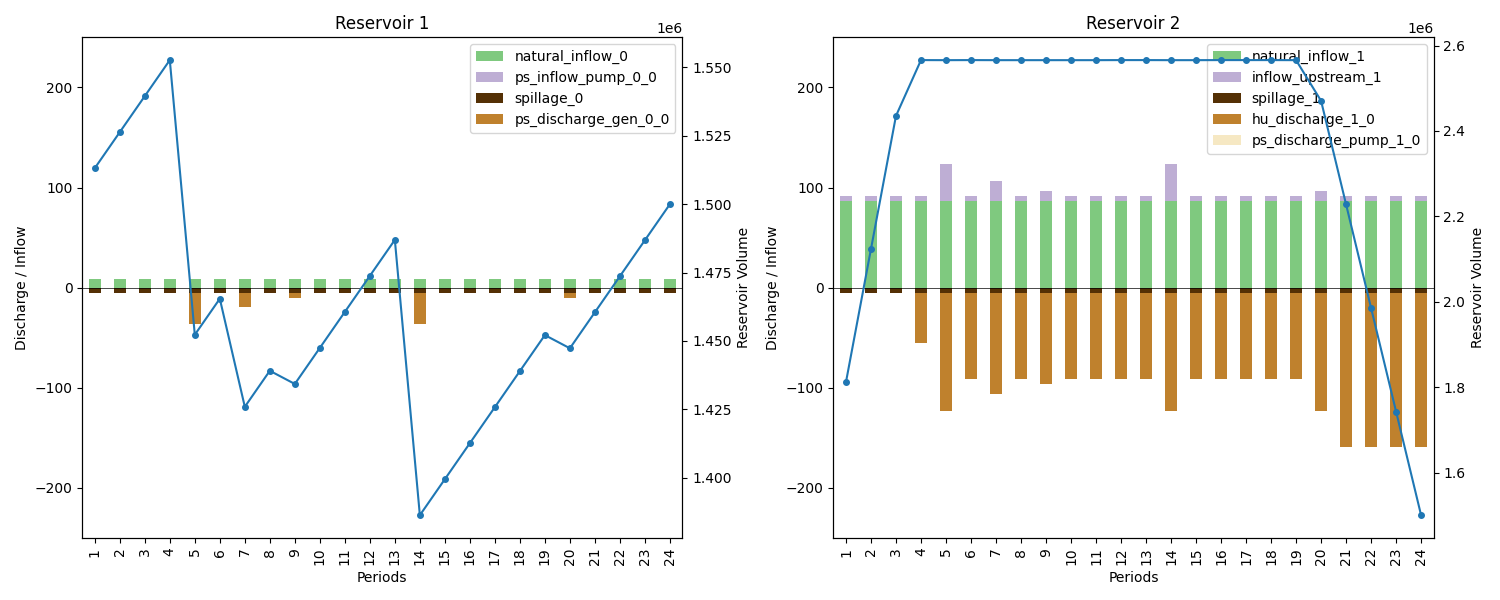 Reservoir 1
1e6
natural_inflow_0
ps_inflow_pump_0_0
spillage_0
ps_discharge_gen_0_0
200
100
0
−100
−200
Discharge / Inflow
1.550
1.525
1.500
1.475
1.450
1.425
1.400
Reservoir Volume
1 2 3 4 5 6 7 8 9 10 11 12 13 14 15 16 17 18 19 20 21 22 23 24
Periods
Reservoir 2
1e6
natural_inflow_1
inflow_upstream_1
spillage_1
hu_discharge_1_0
ps_discharge_pump_1_0
200
100
0
−100
−200
Discharge / Inflow
2.6
2.4
2.2
2.0
1.8
1.6
Reservoir Volume
1 2 3 4 5 6 7 8 9 10 11 12 13 14 15 16 17 18 19 20 21 22 23 24
Periods